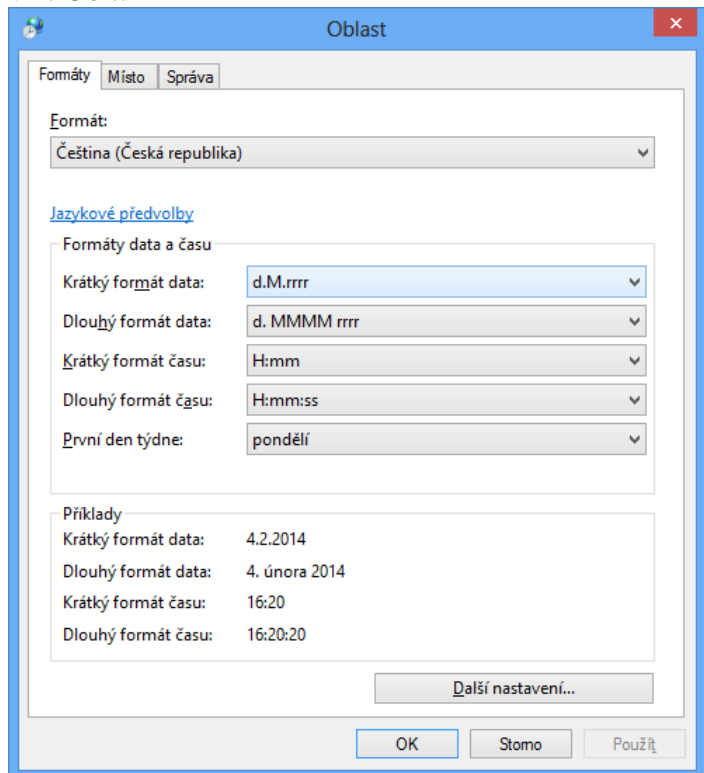 Oblast
Formáty Místo Správa
Formát:
Čeština (Česká republika)
Jazykové předvolby
Formáty data a času
Krátký formát data: d.M.rrrr
Dlouhý formát data: d. MMMM rrrr
Krátký formát času: H:mm
Dlouhý formát času: H:mm:ss
První den týdne: pondělí
Příklady
Krátký formát data: 4.2.2014
Dlouhý formát data: 4. února 2014
Krátký formát času: 16:20
Dlouhý formát času: 16:20:20
Další nastavení...
OK Storno Použít